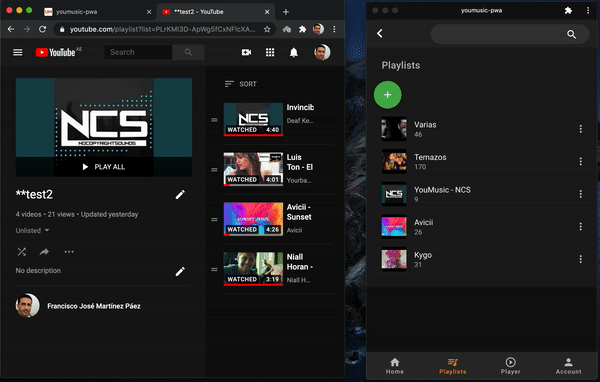 youmusic-pwa
**test2 - YouTube
youtube.com/playlist?list=PLrKMI3D-ApWg5fCxNFlcXA...
YouTube AE
Search
NCS
NOCOPYRIGHTSOUNDS
PLAY ALL
**test2
4 videos • 21 views • Updated yesterday
Unlisted
No description
Francisco José Martínez Páez
SORT
WATCHED
4:40
Invincib
Deaf Ke...
WATCHED
4:01
Luis
Ton - El
Yourba...
SUNSET JESUS
WATCHED
4:26
Avicii -
Sunset
Avicii
WATCHED
3:19
Niall
Horan -
Niall H...
youmusic-pwa
Playlists
Varias
46
Temazos
170
NCS
YouMusic - NCS
9
Avicii
26
Kygo
31
Home
Playlists
Player
Account